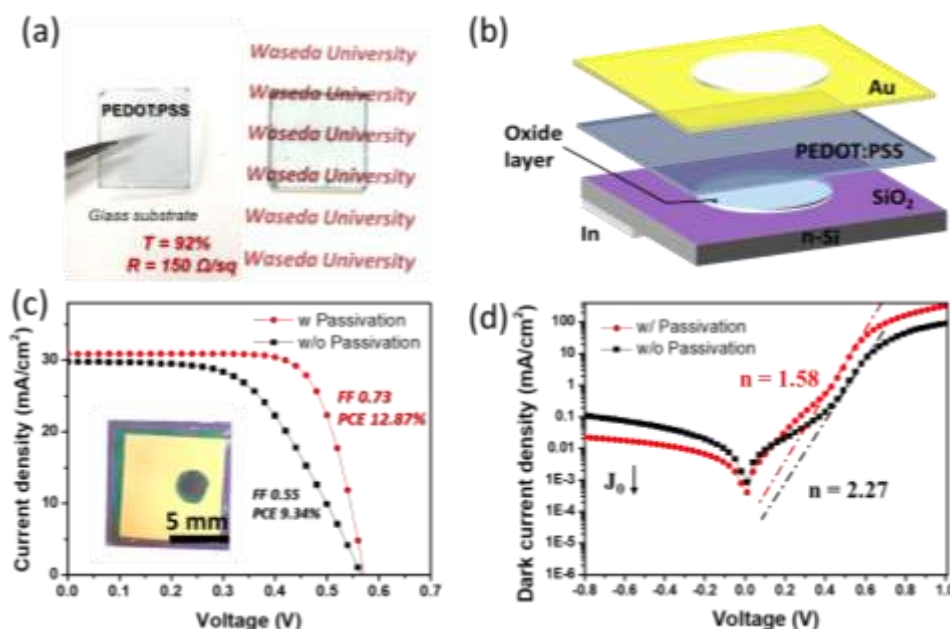 (a)
PEDOT:PSS
Glass substrate
T = 92%
R = 150 Ω/sq
Waseda University
Waseda University
Waseda University
Waseda University
Waseda University
Waseda University
(b)
Au
Oxide
layer
PEDOT:PSS
SiO₂
In
n-Si
(c)
Current density (mA/cm²)
30
20
10
0
w Passivation
w/o Passivation
FF 0.73
PCE 12.87%
FF 0.55
PCE 9.34%
5 mm
0.0 0.1 0.2 0.3 0.4 0.5 0.6 0.7
Voltage (V)
(d)
Dark current density (mA/cm²)
100
10
1
0.1
0.01
1E-3
1E-4
1E-5
1E-6
w/ Passivation
w/o Passivation
n = 1.58
n = 2.27
J₀ ↓
-0.8 -0.6 -0.4 -0.2 0.0 0.2 0.4 0.6 0.8 1.0
Voltage (V)